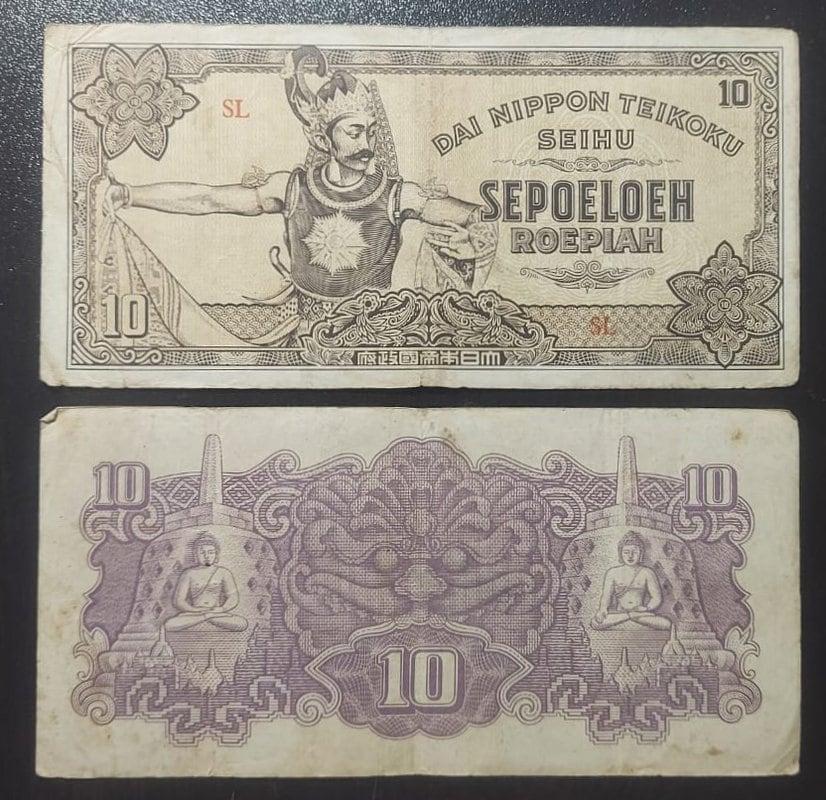 SL
10
DAI NIPPON TEIKOKU
SEIHU
SEPOELOEH
ROEPIAH
10
SL
府政國帝本日大
10
10
10